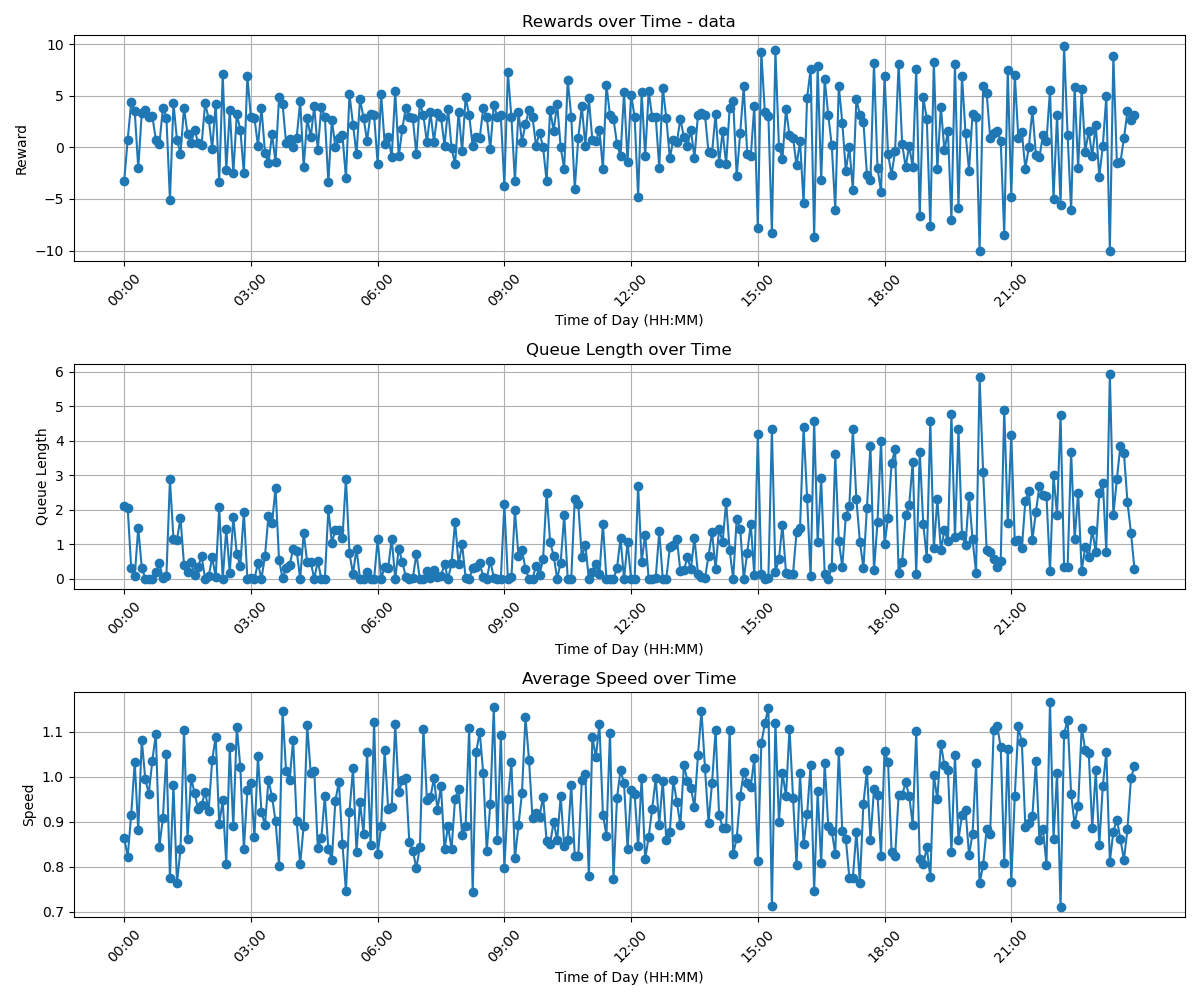 Rewards over Time - data
10
5
0
−5
−10
Reward
00:00 03:00 06:00 09:00 12:00 15:00 18:00 21:00
Time of Day (HH:MM)
Queue Length over Time
6
5
4
3
2
1
0
Queue Length
00:00 03:00 06:00 09:00 12:00 15:00 18:00 21:00
Time of Day (HH:MM)
Average Speed over Time
1.1
1.0
0.9
0.8
0.7
Speed
00:00 03:00 06:00 09:00 12:00 15:00 18:00 21:00
Time of Day (HH:MM)